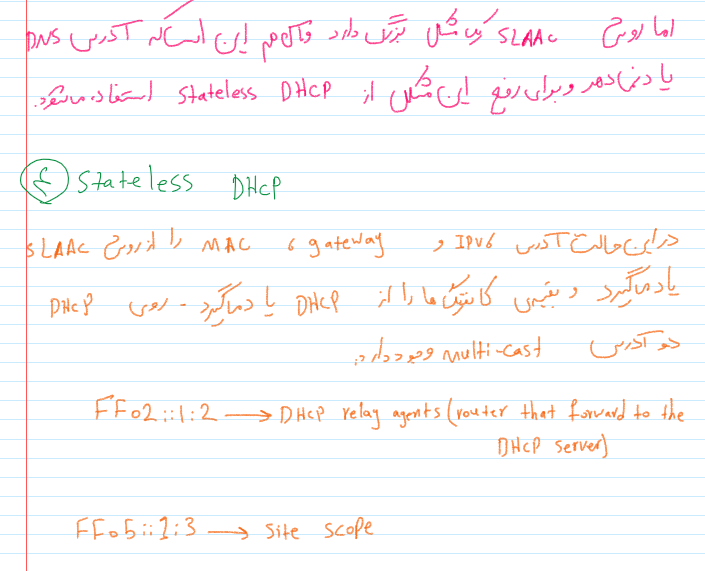 اما روش SLAAC یک مشکل بزرگ دارد و آن هم این است که آدرس DNS
یاد نمی‌دهد و برای رفع این مشکل از Stateless DHCP استفاده می‌شود.
۴ Stateless DHCP
در این حالت آدرس IPv6 و gateway و MAC را از روش SLAAC
یاد میگیرد و بقیه‌ی کانفیگ ها را از DHCP یاد میگیرد - روی DHCP
دو آدرس multi-cast وجود دارد.
FF02::1:2 → DHCP relay agents (router that forward to the
DHCP server)
FF05::1:3 → Site scope